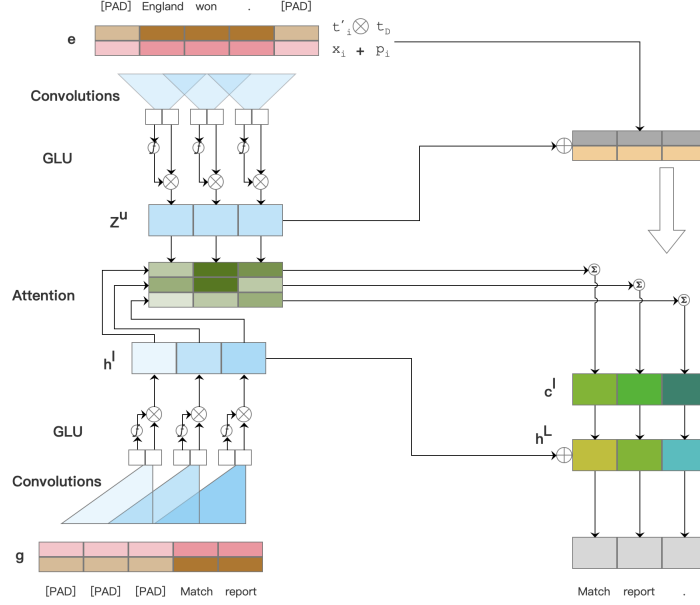 [PAD] England won . [PAD]
e
t'i ⊗ tD
xi + pi
Convolutions
GLU
zu
Attention
Σ
Σ
Σ
hl
cl
GLU
hL
Convolutions
g
[PAD] [PAD] [PAD] Match report
Match report .